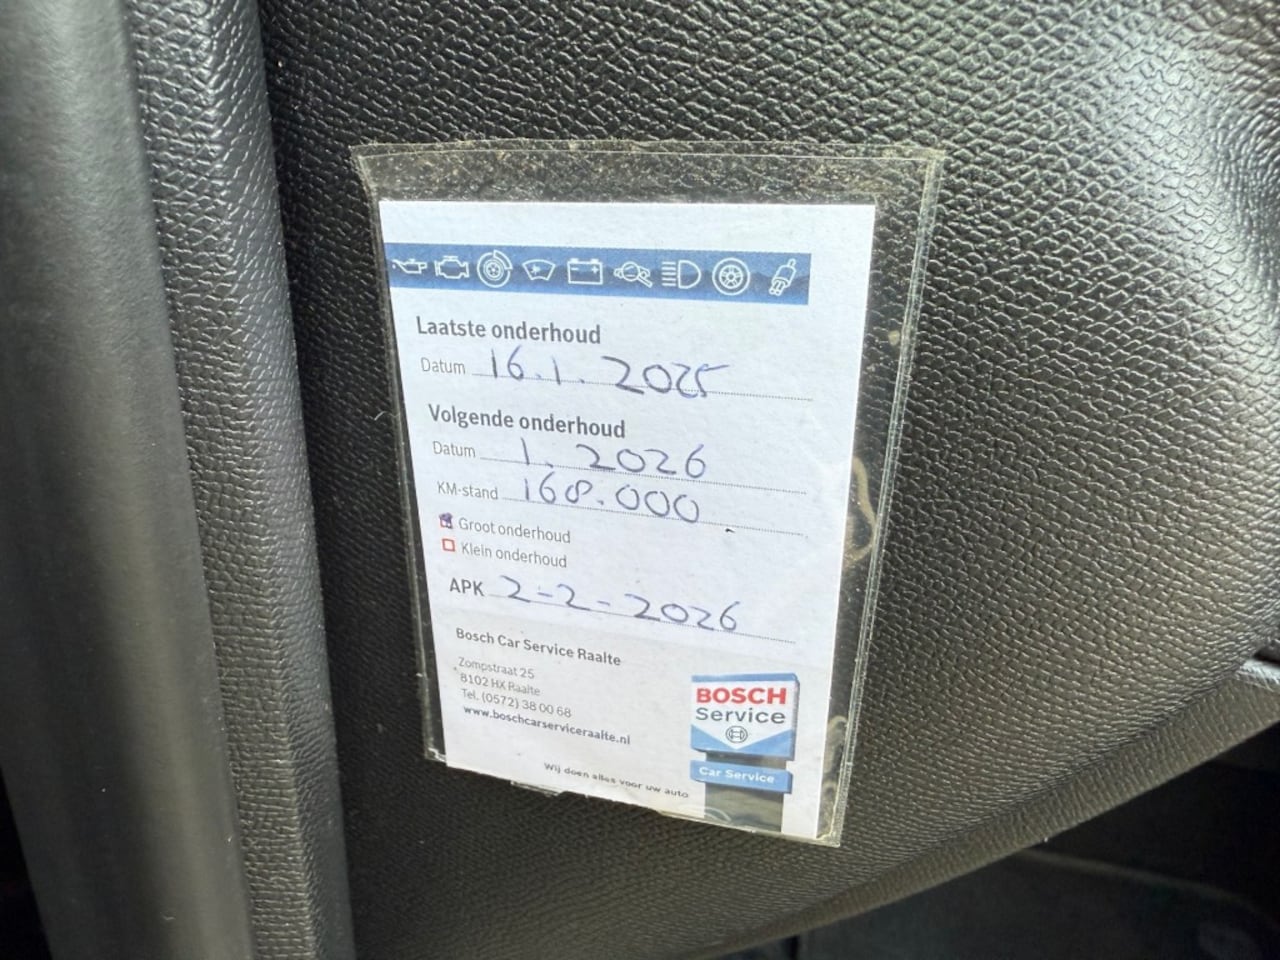 Laatste onderhoud
Datum 16.1.2025
Volgende onderhoud
Datum 1.2026
KM-stand 168.000
Groot onderhoud
Klein onderhoud
APK 2-2-2026
Bosch Car Service Raalte
Zompstraat 25
8102 HX Raalte
Tel. (0572) 38 00 68
www.boschcarserviceraalte.nl
Wij doen alles voor uw auto
BOSCH
Service
Car Service